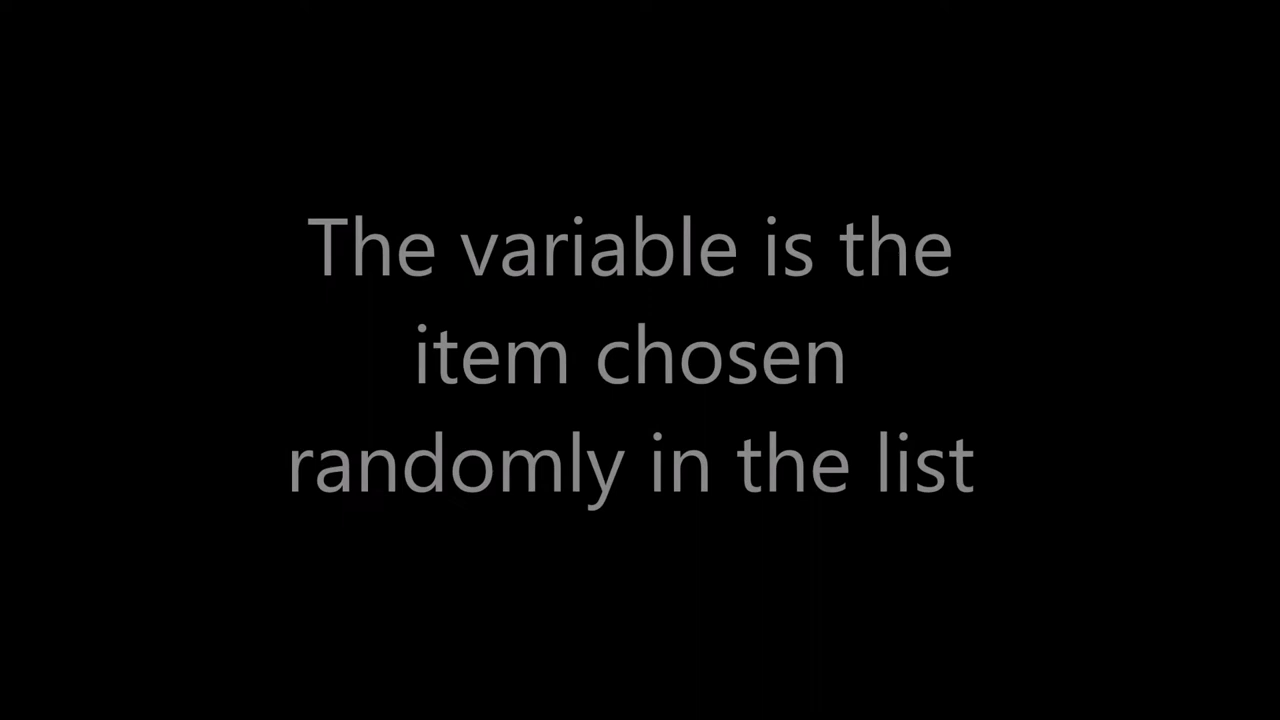 The variable is the
item chosen
randomly in the list